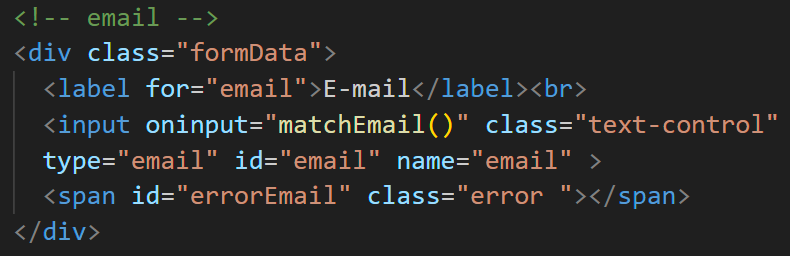 <!-- email -->
<div class="formData">
<label for="email">E-mail</label><br>
<input oninput="matchEmail()" class="text-control"
type="email" id="email" name="email" >
<span id="errorEmail" class="error "></span>
</div>